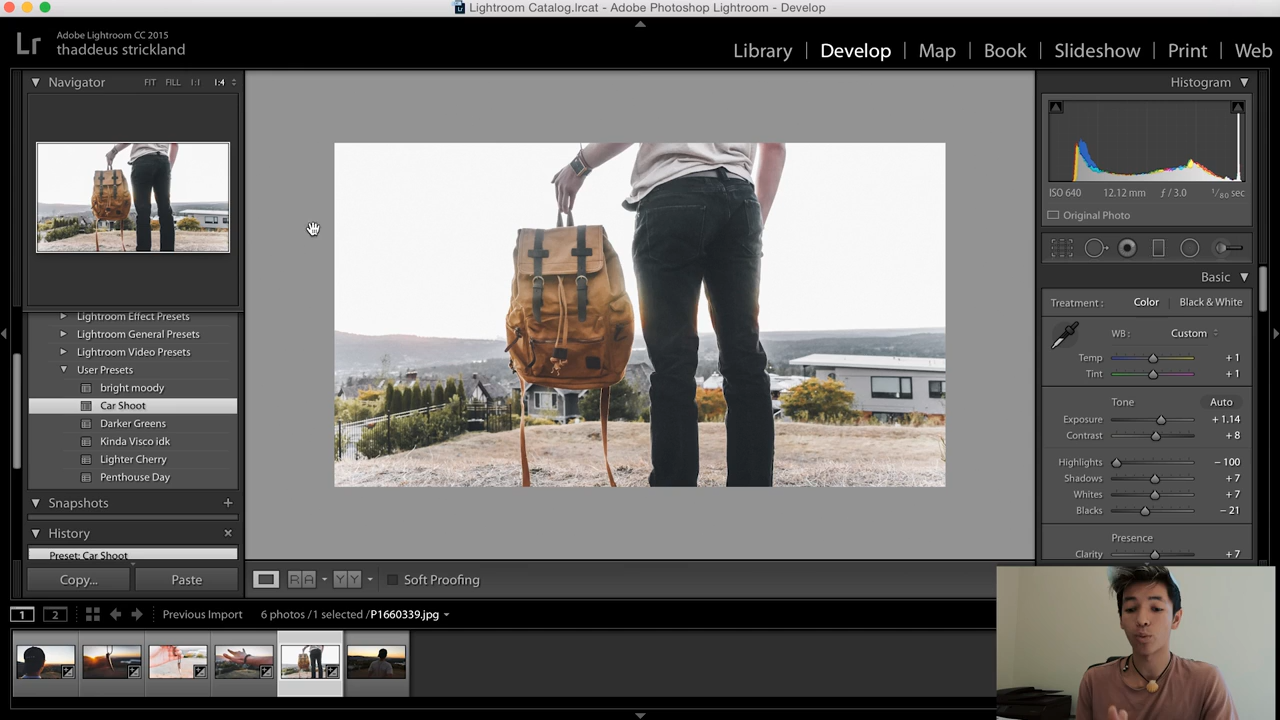 Lightroom Catalog.lrcat - Adobe Photoshop Lightroom - Develop
Lr
Adobe Lightroom CC 2015
thaddeus strickland
Library | Develop | Map | Book | Slideshow | Print | Web
Navigator FIT FILL 1:1 1:4
Lightroom Effect Presets
Lightroom General Presets
Lightroom Video Presets
User Presets
bright moody
Car Shoot
Darker Greens
Kinda Visco idk
Lighter Cherry
Penthouse Day
Snapshots +
History ×
Preset: Car Shoot
Copy... Paste
R A Y Y Soft Proofing
Histogram
ISO 640 12.12 mm ƒ / 3.0 1/80 sec
Original Photo
Basic
Treatment : Color Black & White
WB : Custom
Temp + 1
Tint + 1
Tone Auto
Exposure + 1.14
Contrast + 8
Highlights − 100
Shadows + 7
Whites + 7
Blacks − 21
Presence
Clarity + 7
1 2 Previous Import 6 photos / 1 selected / P1660339.jpg